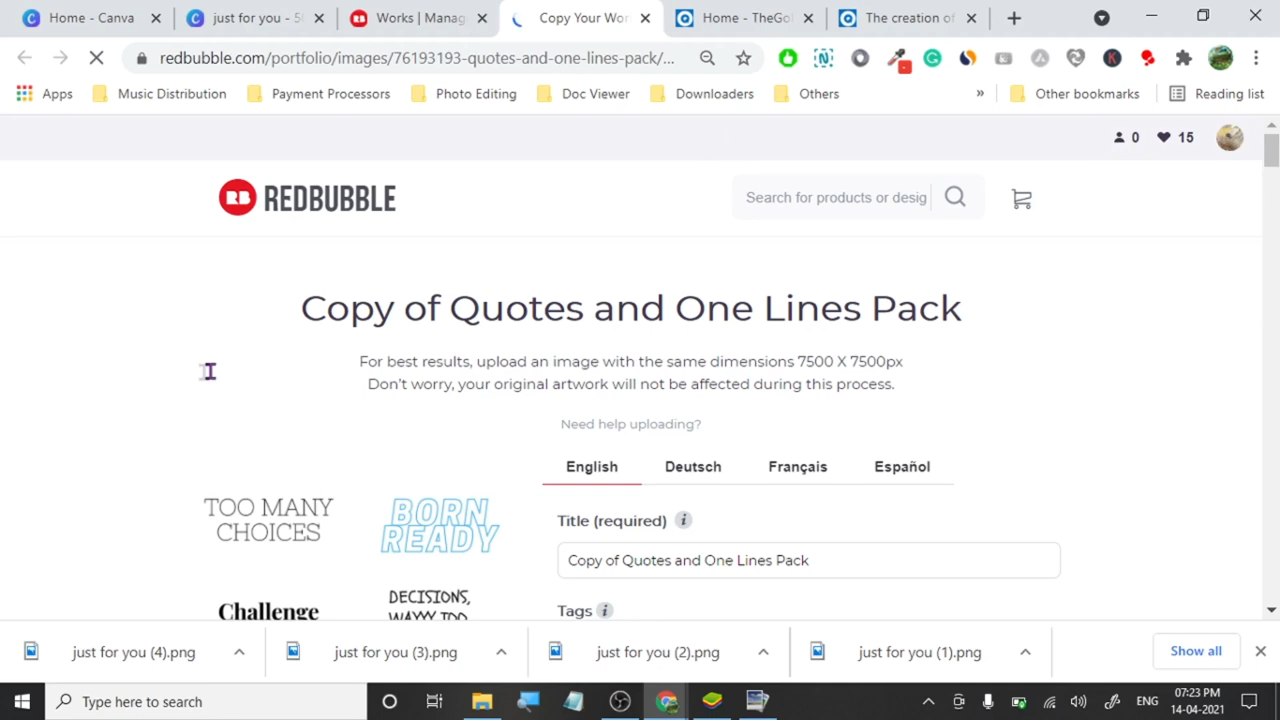 Home - Canva
just for you - 5
Works | Manag
Copy Your Wor
Home - TheGo
The creation of
redbubble.com/portfolio/images/76193193-quotes-and-one-lines-pack/...
Apps
Music Distribution
Payment Processors
Photo Editing
Doc Viewer
Downloaders
Others
»
Other bookmarks
Reading list
0
15
RB REDBUBBLE
Search for products or desig
Copy of Quotes and One Lines Pack
For best results, upload an image with the same dimensions 7500 X 7500px
Don't worry, your original artwork will not be affected during this process.
Need help uploading?
English
Deutsch
Français
Español
TOO MANY
CHOICES
BORN
READY
Title (required)
Copy of Quotes and One Lines Pack
Challenge
DECISIONS,
WAYYY TOO
Tags
just for you (4).png
just for you (3).png
just for you (2).png
just for you (1).png
Show all
Type here to search
ENG
07:23 PM
14-04-2021